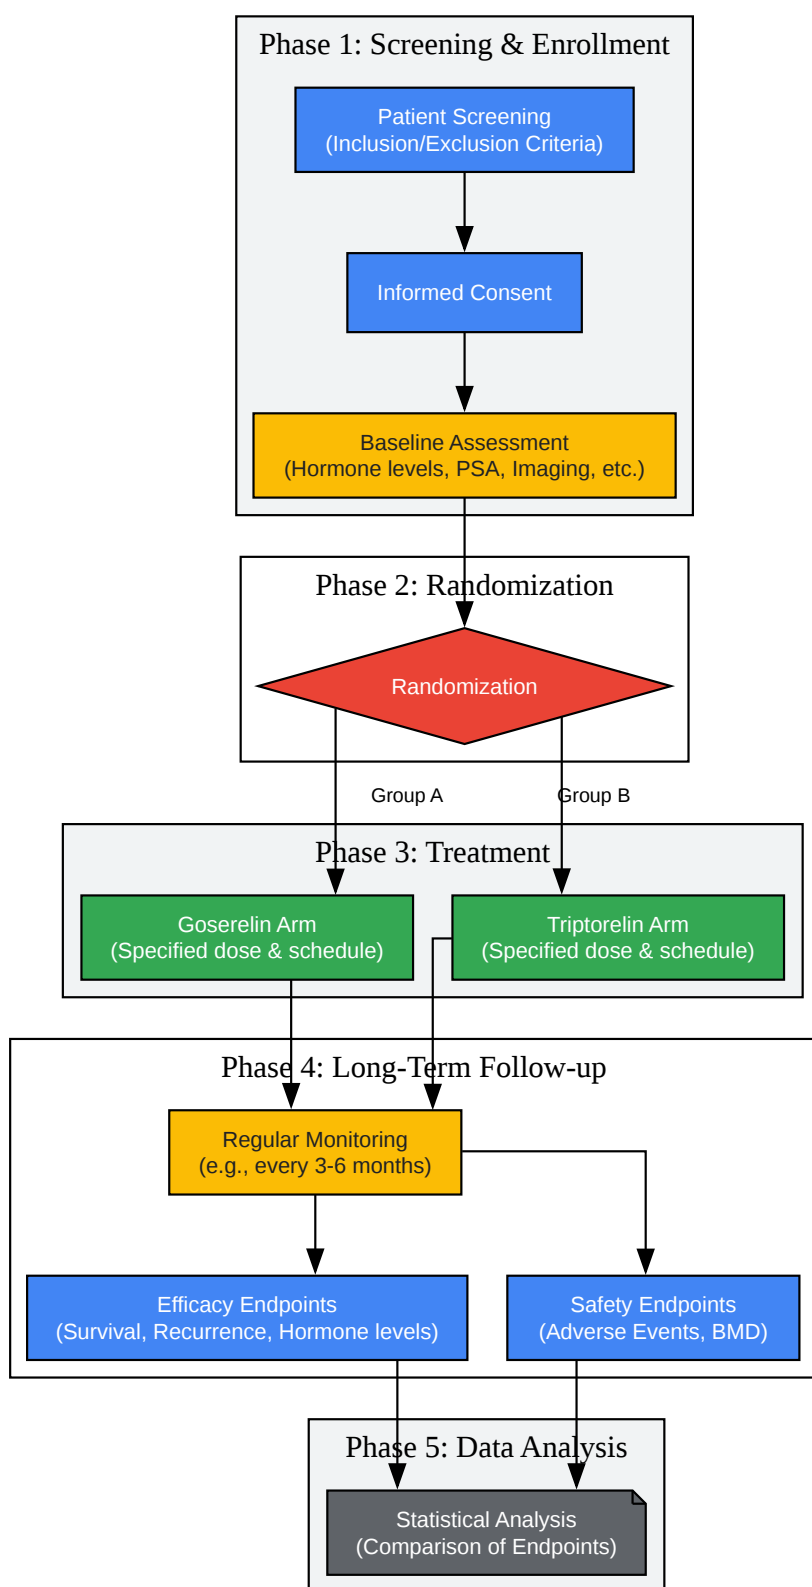 Phase 1: Screening & Enrollment
Patient Screening
(Inclusion/Exclusion Criteria)
Informed Consent
Baseline Assessment
(Hormone levels, PSA, Imaging, etc.)
Phase 2: Randomization
Randomization
Group A
Group B
Phase 3: Treatment
Goserelin Arm
(Specified dose & schedule)
Triptorelin Arm
(Specified dose & schedule)
Phase 4: Long-Term Follow-up
Regular Monitoring
(e.g., every 3-6 months)
Efficacy Endpoints
(Survival, Recurrence, Hormone levels)
Safety Endpoints
(Adverse Events, BMD)
Phase 5: Data Analysis
Statistical Analysis
(Comparison of Endpoints)